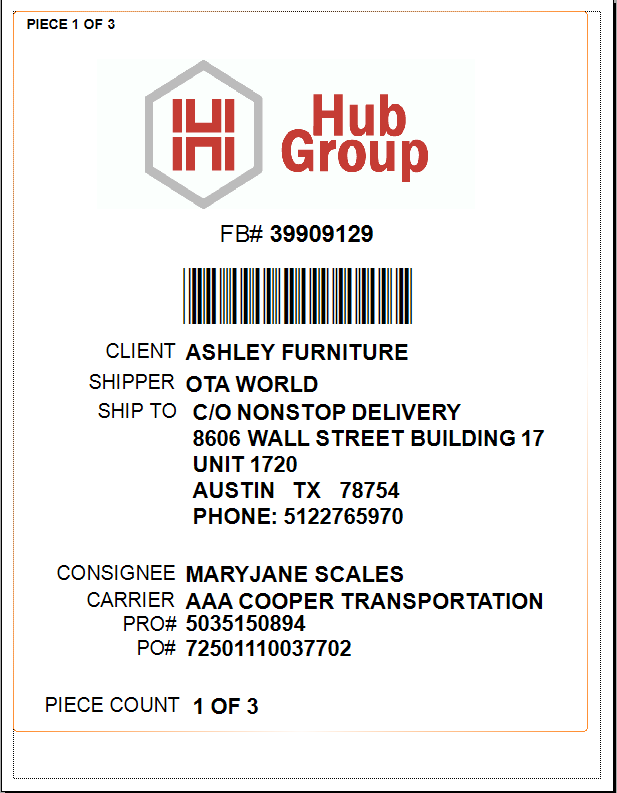 PIECE 1 OF 3
Hub
Group
FB# 39909129
CLIENT ASHLEY FURNITURE
SHIPPER OTA WORLD
SHIP TO C/O NONSTOP DELIVERY
8606 WALL STREET BUILDING 17
UNIT 1720
AUSTIN TX 78754
PHONE: 5122765970
CONSIGNEE MARYJANE SCALES
CARRIER AAA COOPER TRANSPORTATION
PRO# 5035150894
PO# 72501110037702
PIECE COUNT 1 OF 3